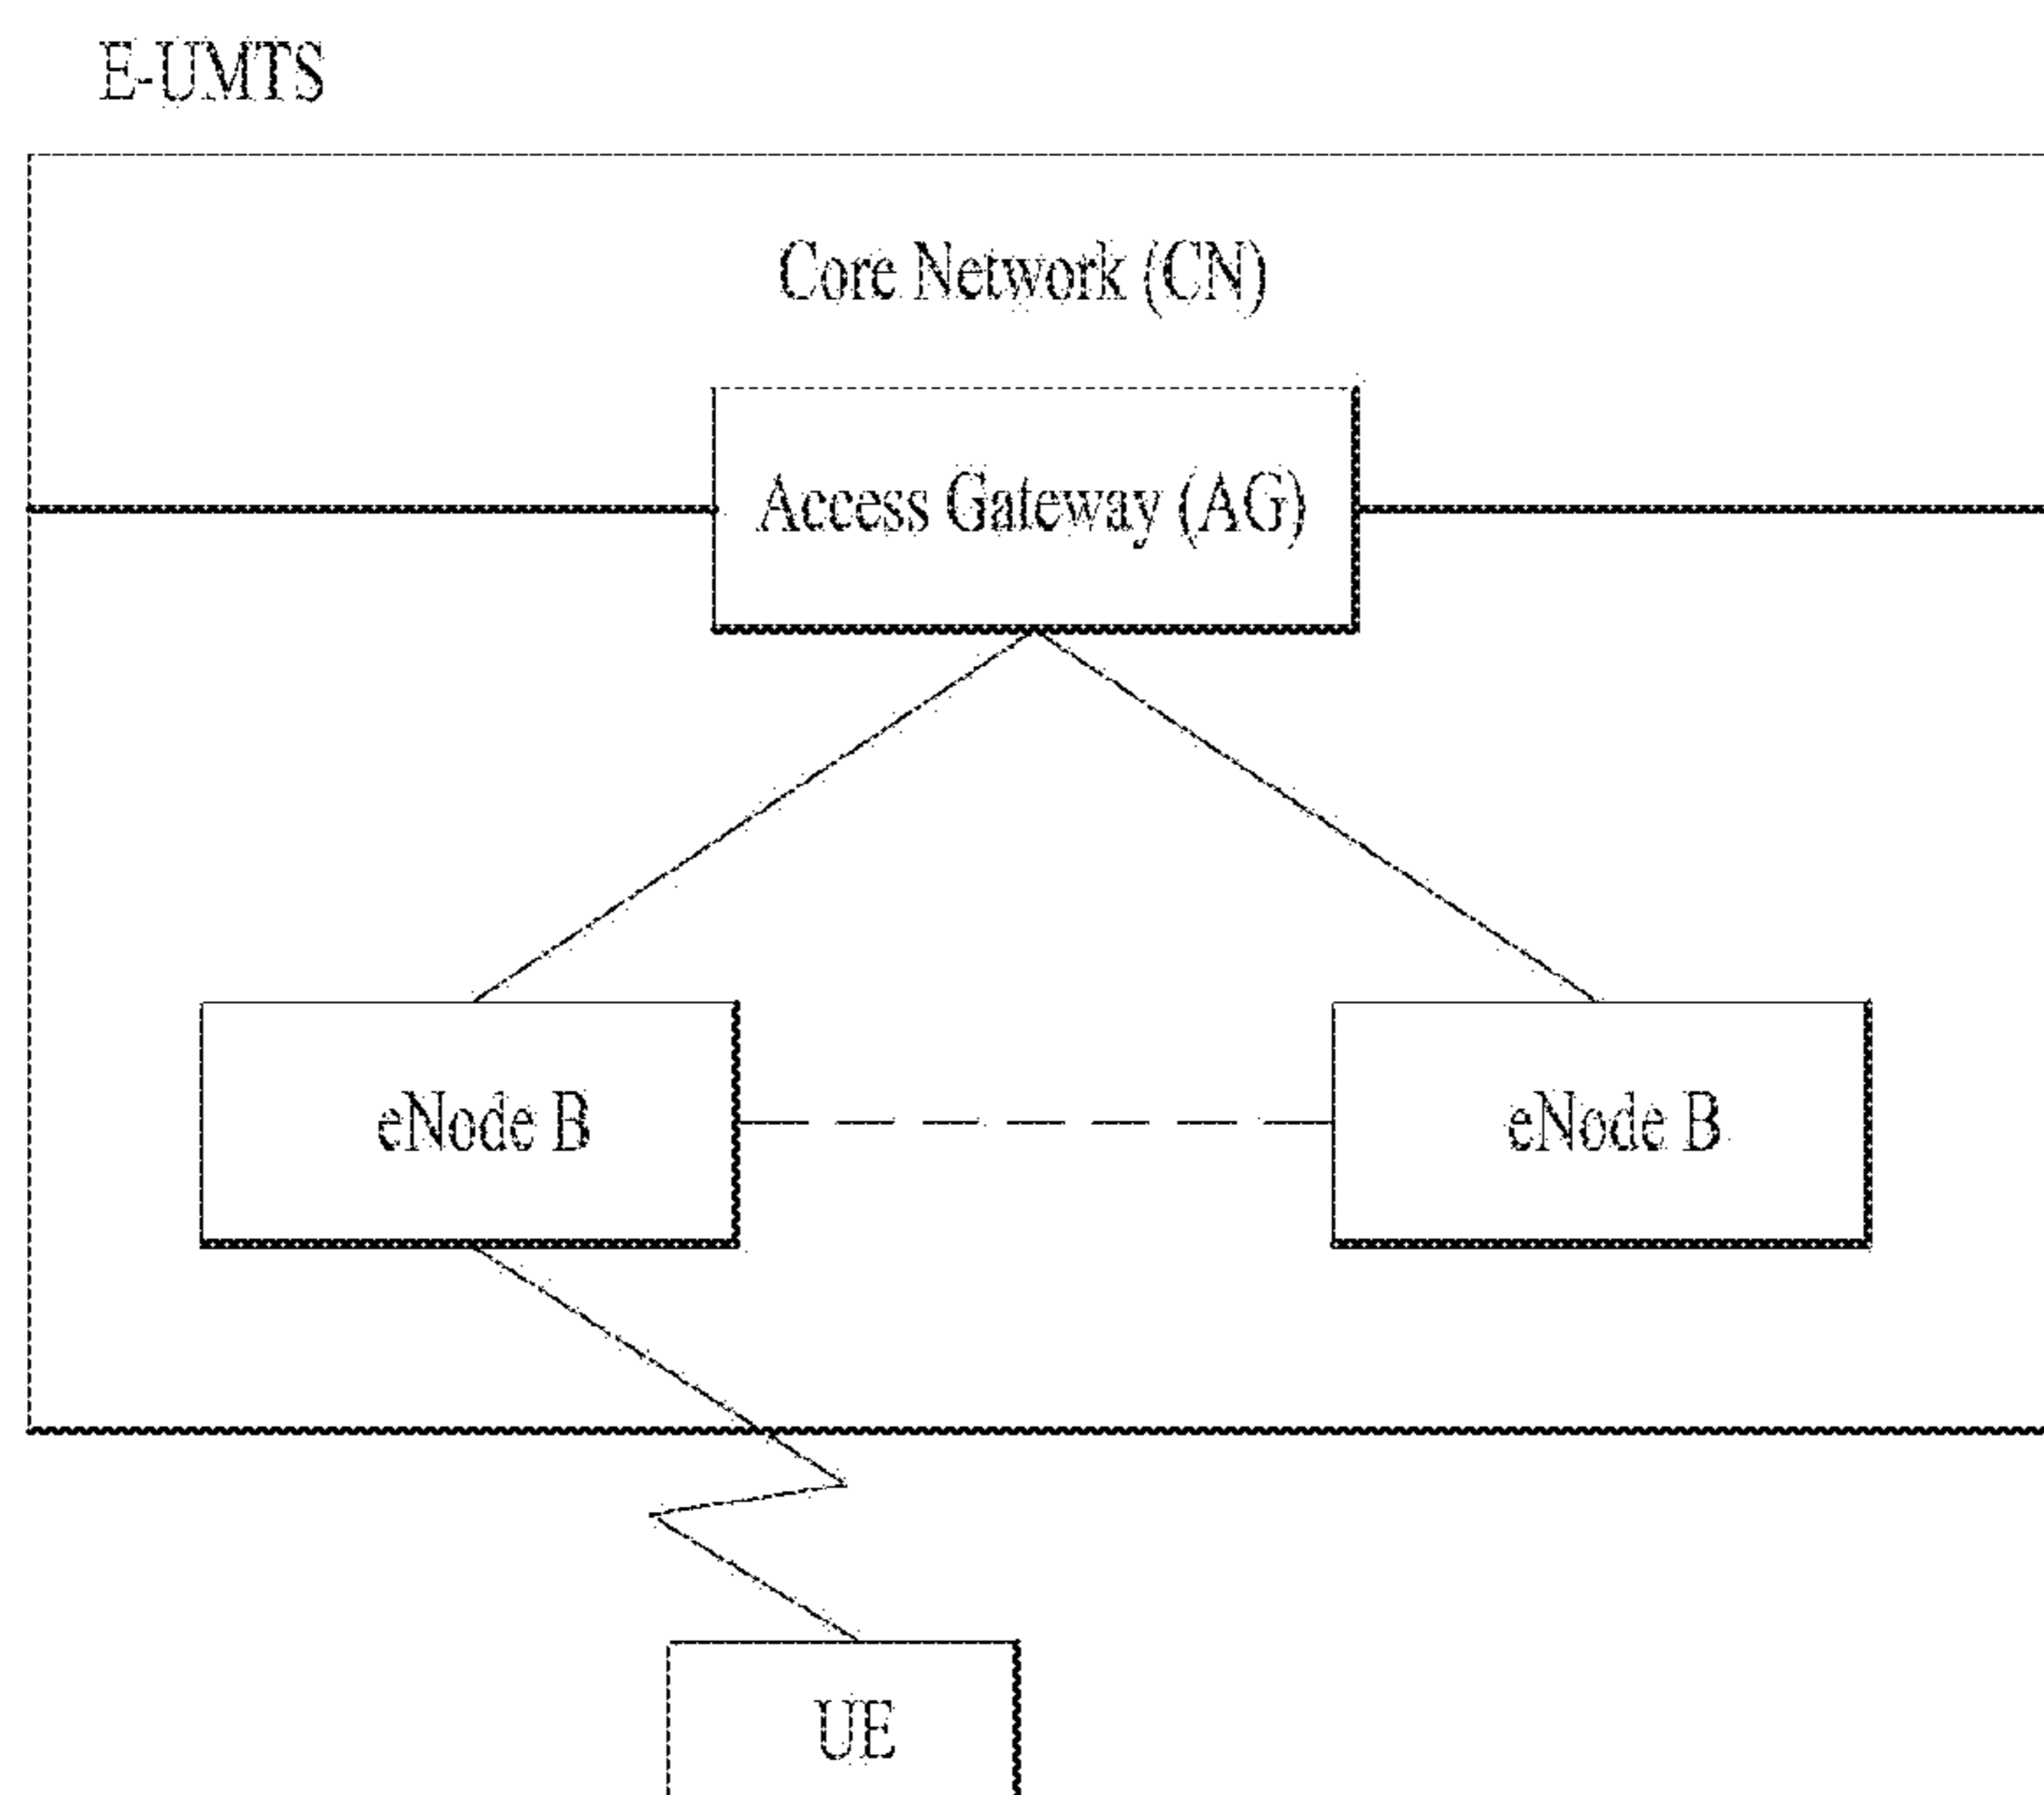 E-UMTS
Core Network (CN)
Access Gateway (AG)
eNode B
eNode B
UE